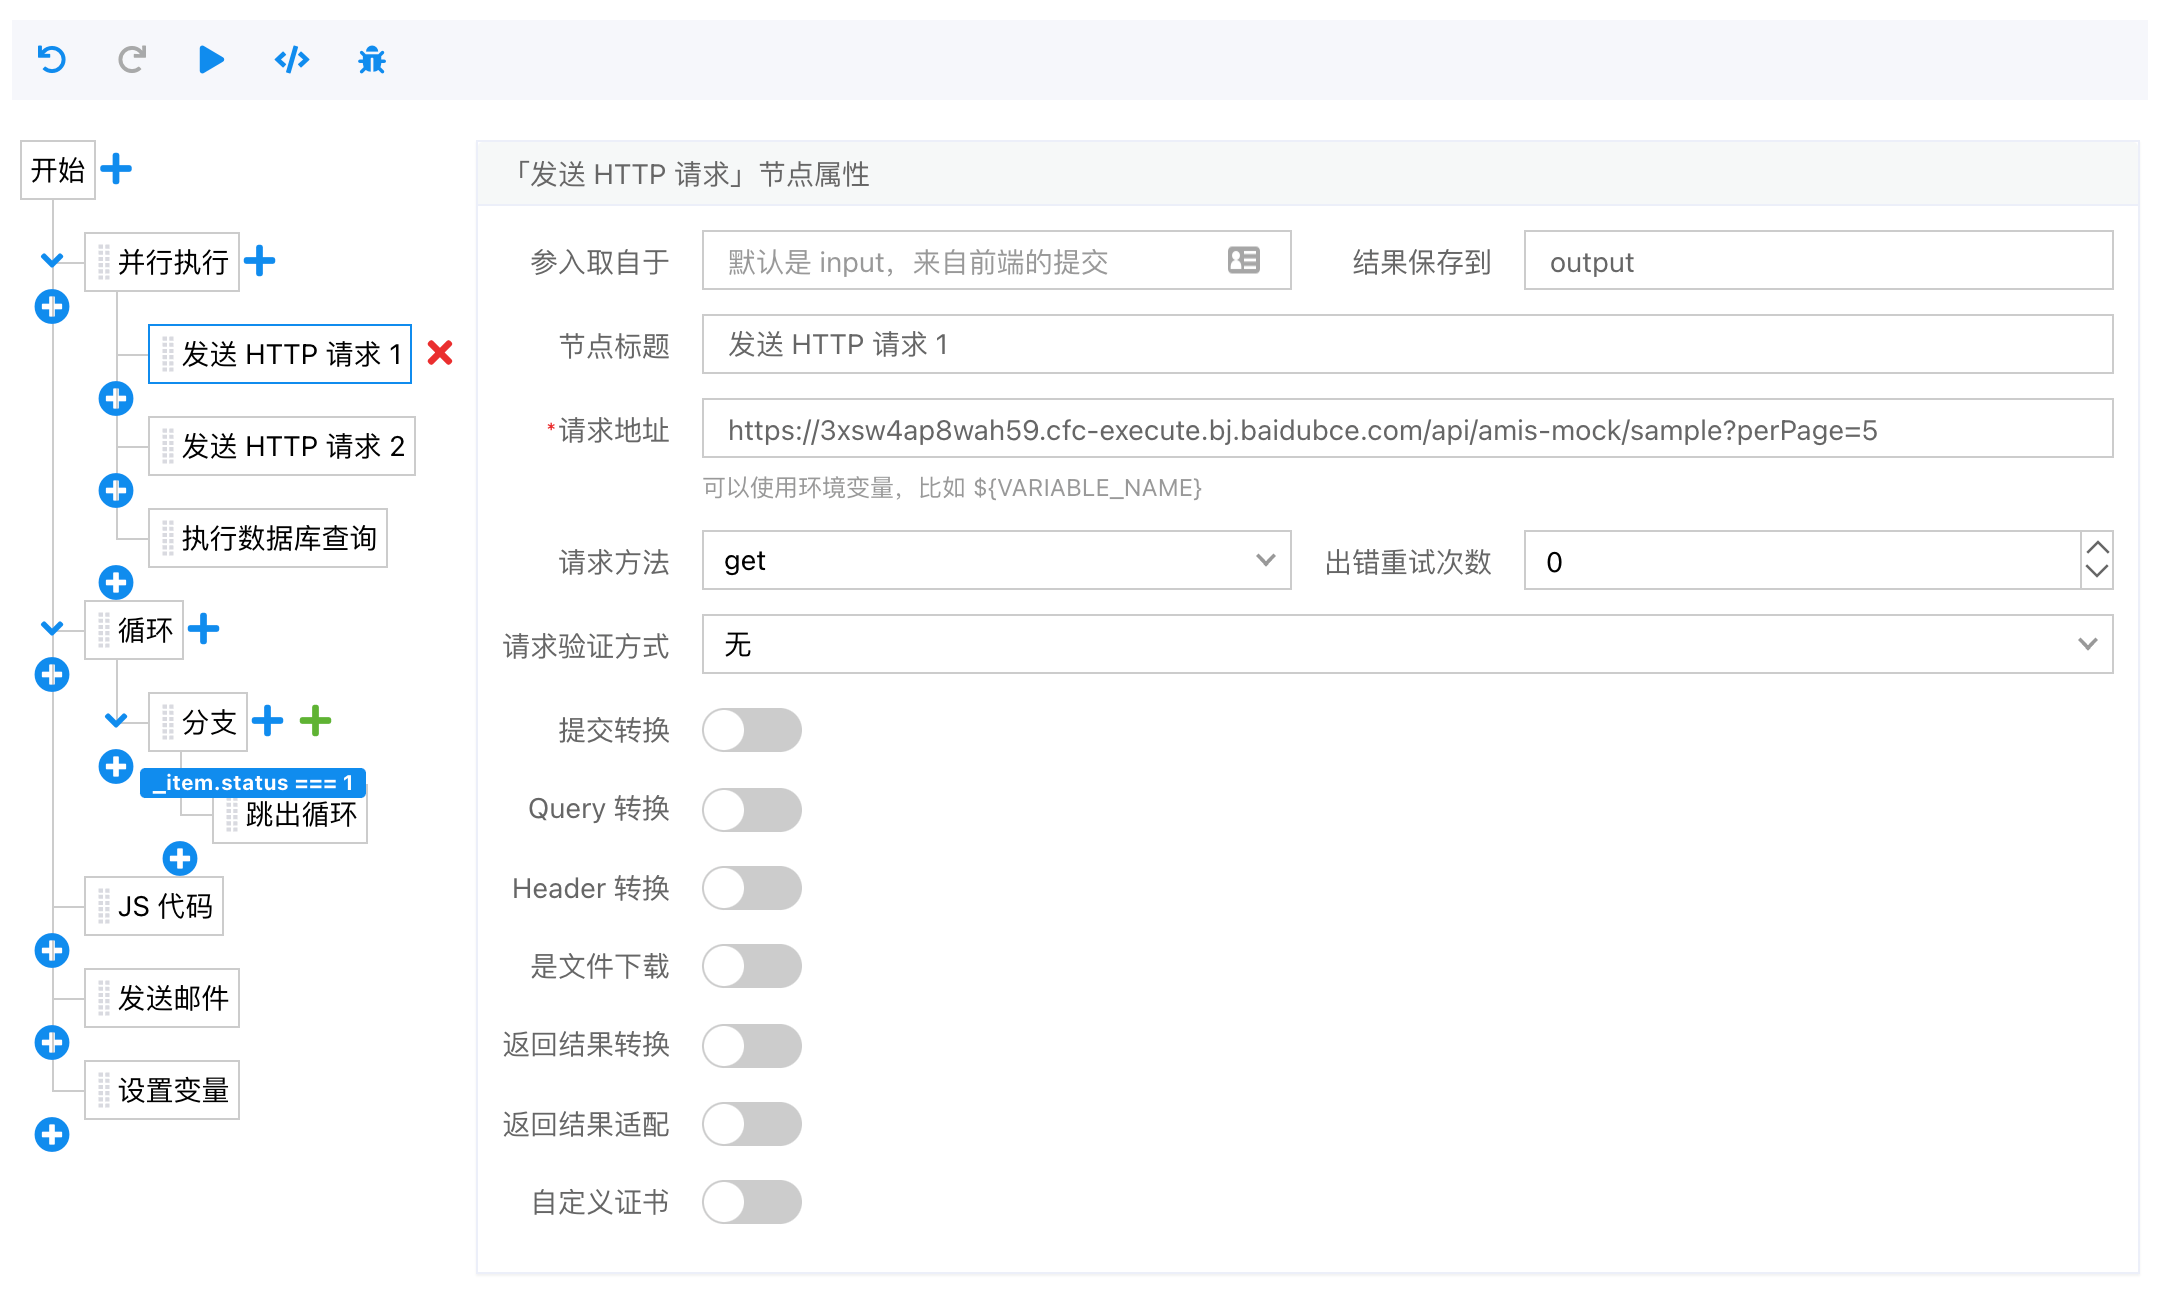 开始
并行执行
发送 HTTP 请求 1
发送 HTTP 请求 2
执行数据库查询
循环
分支
_item.status === 1
跳出循环
JS 代码
发送邮件
设置变量
「发送 HTTP 请求」节点属性
参入取自于 默认是 input，来自前端的提交 结果保存到 output
节点标题 发送 HTTP 请求 1
*请求地址 https://3xsw4ap8wah59.cfc-execute.bj.baidubce.com/api/amis-mock/sample?perPage=5
可以使用环境变量，比如 ${VARIABLE_NAME}
请求方法 get 出错重试次数 0
请求验证方式 无
提交转换
Query 转换
Header 转换
是文件下载
返回结果转换
返回结果适配
自定义证书